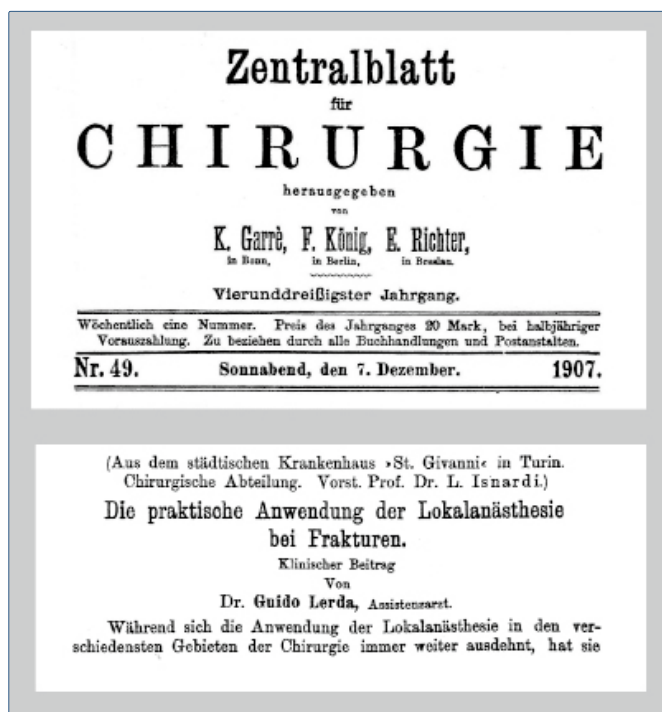 Zentralblatt
für
CHIRURGIE
herausgegeben
von
K. Garrè, F. König, E. Richter,
in Bonn, in Berlin, in Breslau.
Vierunddreißigster Jahrgang.
Wöchentlich eine Nummer. Preis des Jahrganges 20 Mark, bei halbjähriger
Vorauszahlung. Zu beziehen durch alle Buchhandlungen und Postanstalten.
Nr. 49. Sonnabend, den 7. Dezember. 1907.
(Aus dem städtischen Krankenhaus ›St. Givanni‹ in Turin.
Chirurgische Abteilung. Vorst. Prof. Dr. L. Isnardi.)
Die praktische Anwendung der Lokalanästhesie
bei Frakturen.
Klinischer Beitrag
Von
Dr. Guido Lerda, Assistenzarzt.
Während sich die Anwendung der Lokalanästhesie in den ver-
schiedensten Gebieten der Chirurgie immer weiter ausdehnt, hat sie